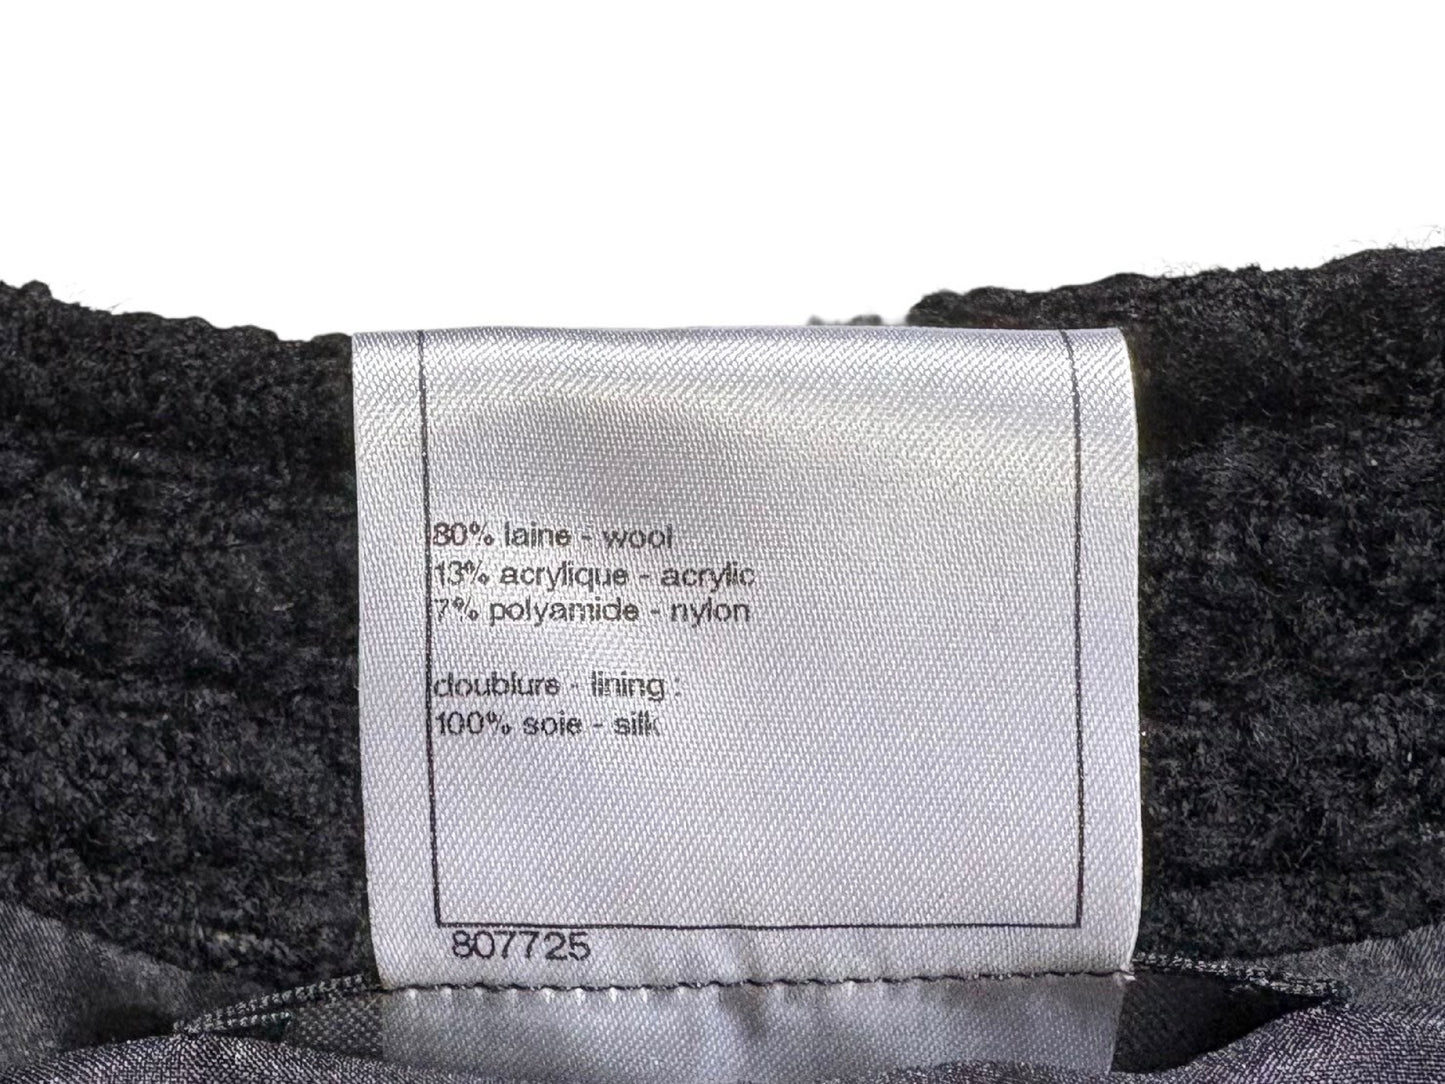 80% laine - wool
13% acrylique - acrylic
7% polyamide - nylon
doublure - lining :
100% soie - silk
807725